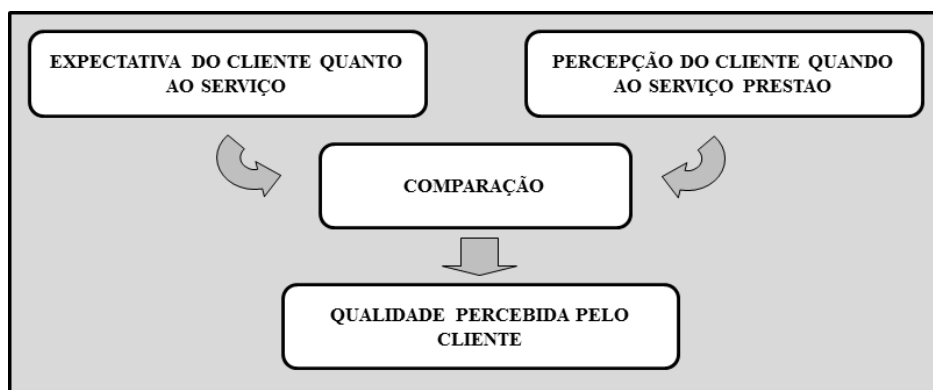 EXPECTATIVA DO CLIENTE QUANTO
AO SERVIÇO
PERCEPÇÃO DO CLIENTE QUANDO
AO SERVIÇO PRESTAO
COMPARAÇÃO
QUALIDADE PERCEBIDA PELO
CLIENTE